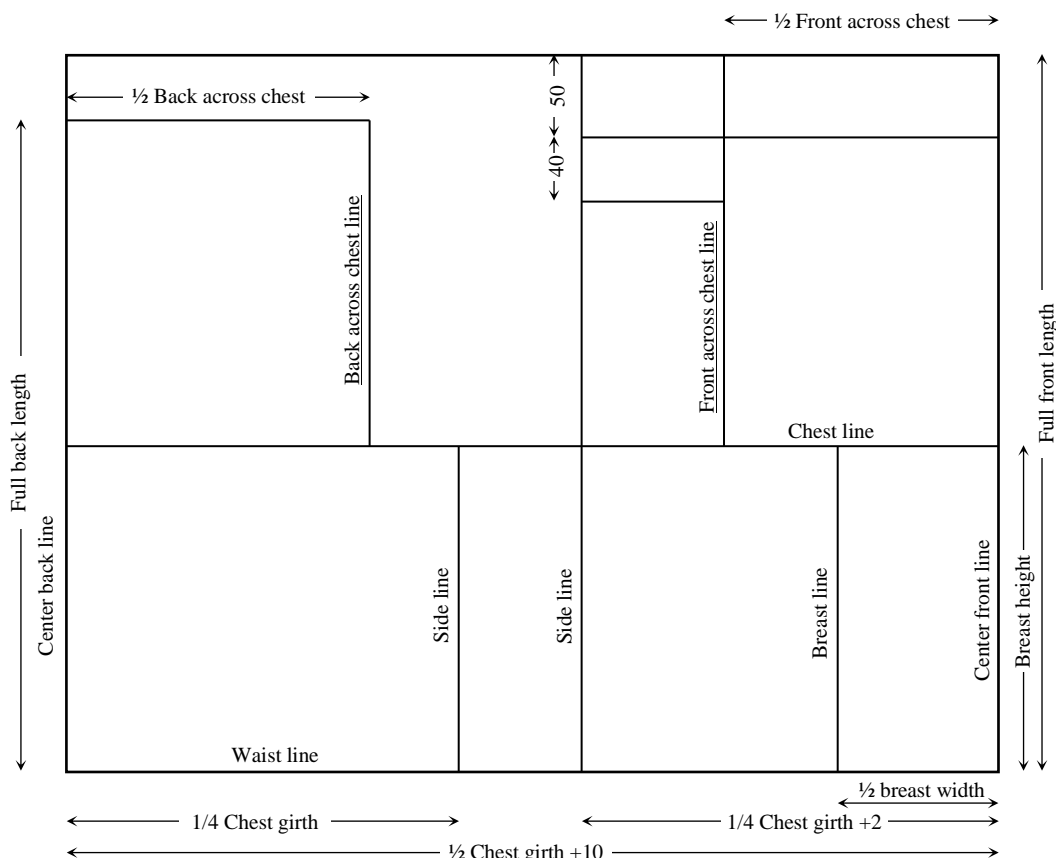 ½ Front across chest
½ Back across chest
50
40
Back across chest line
Front across chest line
Full back length
Full front length
Chest line
Center back line
Side line
Side line
Breast line
Center front line
Breast height
Waist line
½ breast width
1/4 Chest girth
1/4 Chest girth +2
½ Chest girth +10